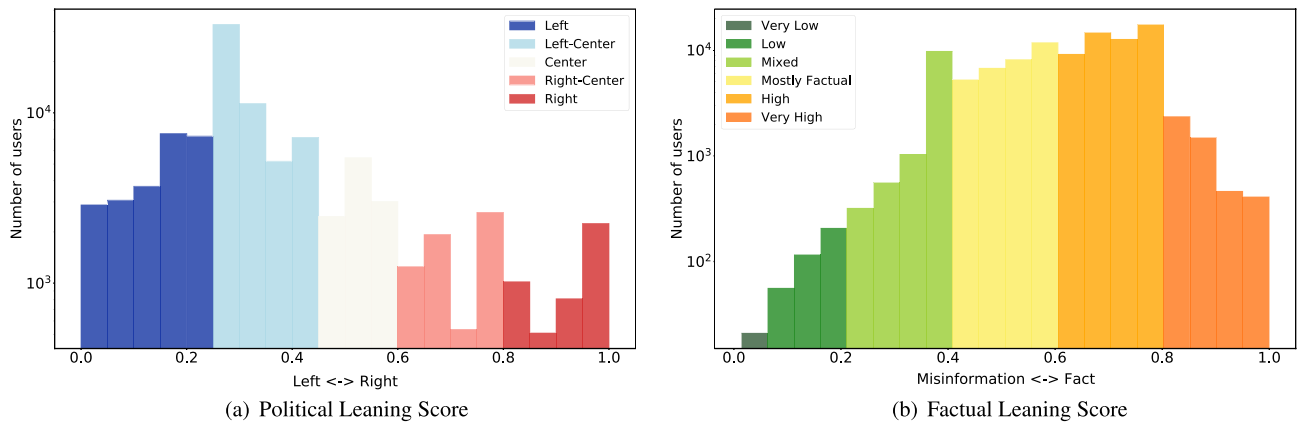 Left
Left-Center
Center
Right-Center
Right
10^4
10^3
Number of users
0.0 0.2 0.4 0.6 0.8 1.0
Left <-> Right
(a) Political Leaning Score
Very Low
Low
Mixed
Mostly Factual
High
Very High
10^4
10^3
10^2
Number of users
0.0 0.2 0.4 0.6 0.8 1.0
Misinformation <-> Fact
(b) Factual Leaning Score